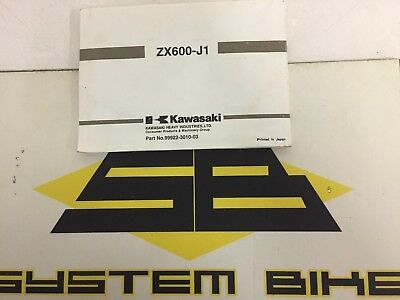 ZX600-J1
Kawasaki
KAWASAKI HEAVY INDUSTRIES, LTD.
Consumer Products & Machinery Group
Part No.99922-3010-03
Printed in Japan
SB
SYSTEM BIKE